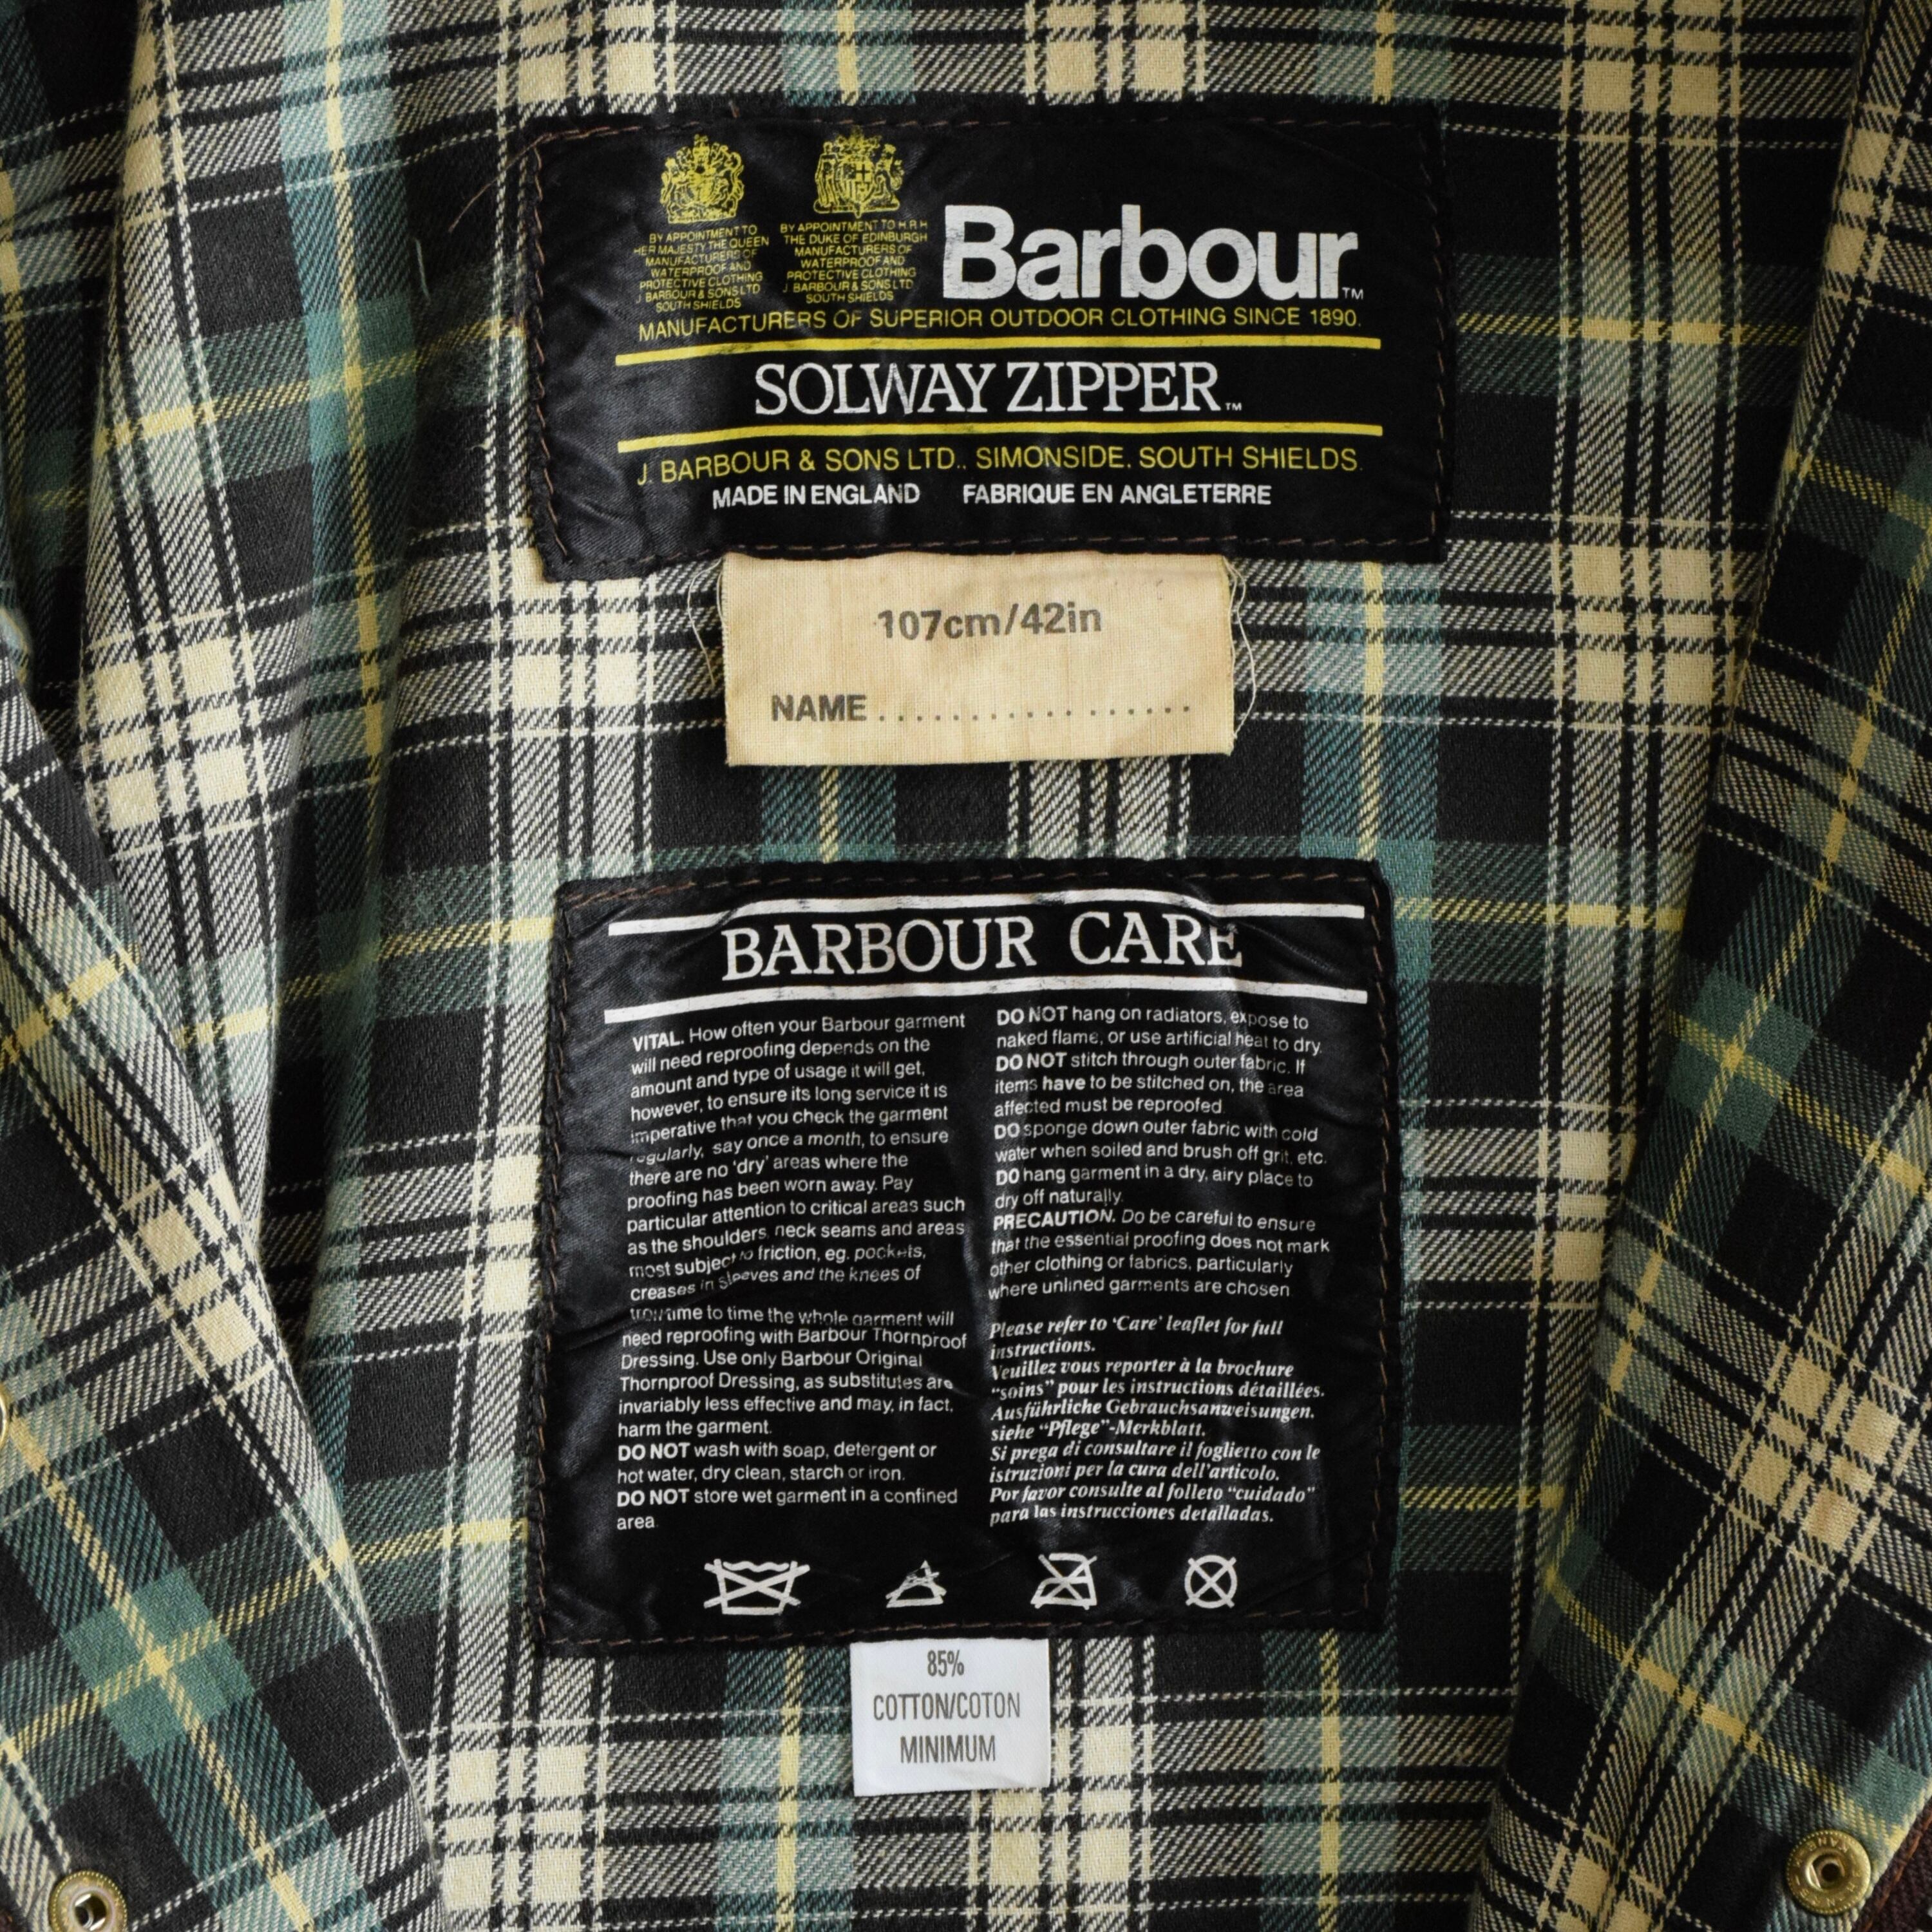 BY APPOINTMENT TO
HER MAJESTY THE QUEEN
MANUFACTURERS OF
WATERPROOF AND
PROTECTIVE CLOTHING
J BARBOUR & SONS LTD
SOUTH SHIELDS
BY APPOINTMENT TO H.R.H
THE DUKE OF EDINBURGH
MANUFACTURERS OF
WATERPROOF AND
PROTECTIVE CLOTHING
J BARBOUR & SONS LTD
SOUTH SHIELDS
Barbour™
MANUFACTURERS OF SUPERIOR OUTDOOR CLOTHING SINCE 1890.
SOLWAY ZIPPER™
J. BARBOUR & SONS LTD., SIMONSIDE, SOUTH SHIELDS.
MADE IN ENGLAND FABRIQUE EN ANGLETERRE
107cm/42in
NAME ..................
BARBOUR CARE
VITAL. How often your Barbour garment
will need reproofing depends on the
amount and type of usage it will get,
however, to ensure its long service it is
imperative that you check the garment
regularly, say once a month, to ensure
there are no 'dry' areas where the
proofing has been worn away. Pay
particular attention to critical areas such
as the shoulders, neck seams and areas
most subject to friction, eg. pockets,
creases in sleeves and the knees of
time to time the whole garment will
need reproofing with Barbour Thornproof
Dressing. Use only Barbour Original
Thornproof Dressing, as substitutes are
invariably less effective and may, in fact,
harm the garment.
DO NOT wash with soap, detergent or
hot water, dry clean, starch or iron.
DO NOT store wet garment in a confined
area.
DO NOT hang on radiators, expose to
naked flame, or use artificial heat to dry.
DO NOT stitch through outer fabric. If
items have to be stitched on, the area
affected must be reproofed.
DO sponge down outer fabric with cold
water when soiled and brush off grit, etc.
DO hang garment in a dry, airy place to
dry off naturally.
PRECAUTION. Do be careful to ensure
that the essential proofing does not mark
other clothing or fabrics, particularly
where unlined garments are chosen.
Please refer to 'Care' leaflet for full
instructions.
Veuillez vous reporter à la brochure
"soins" pour les instructions détaillées.
Ausführliche Gebrauchsanweisungen.
siehe "Pflege"-Merkblatt.
Si prega di consultare il foglietto con le
istruzioni per la cura dell'articolo.
Por favor consulte al folleto "cuidado"
para las instrucciones detalladas.
85%
COTTON/COTON
MINIMUM